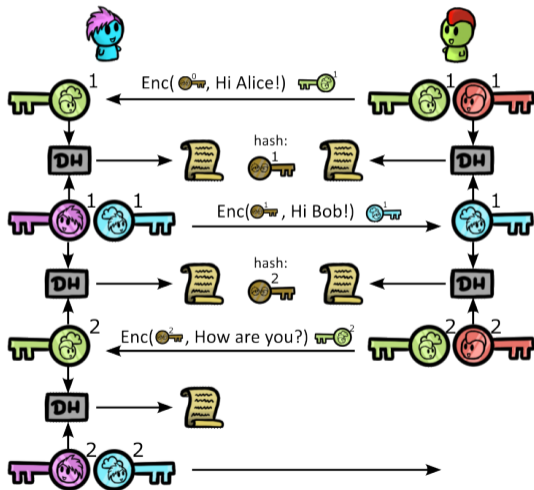 1 1 1
Enc( 0 , Hi Alice!) 1
DH hash: DH
1
1 1 1
Enc( 1 , Hi Bob!) 1
DH hash: DH
2
2 2 2
Enc( 2 , How are you?) 2
DH
2 2